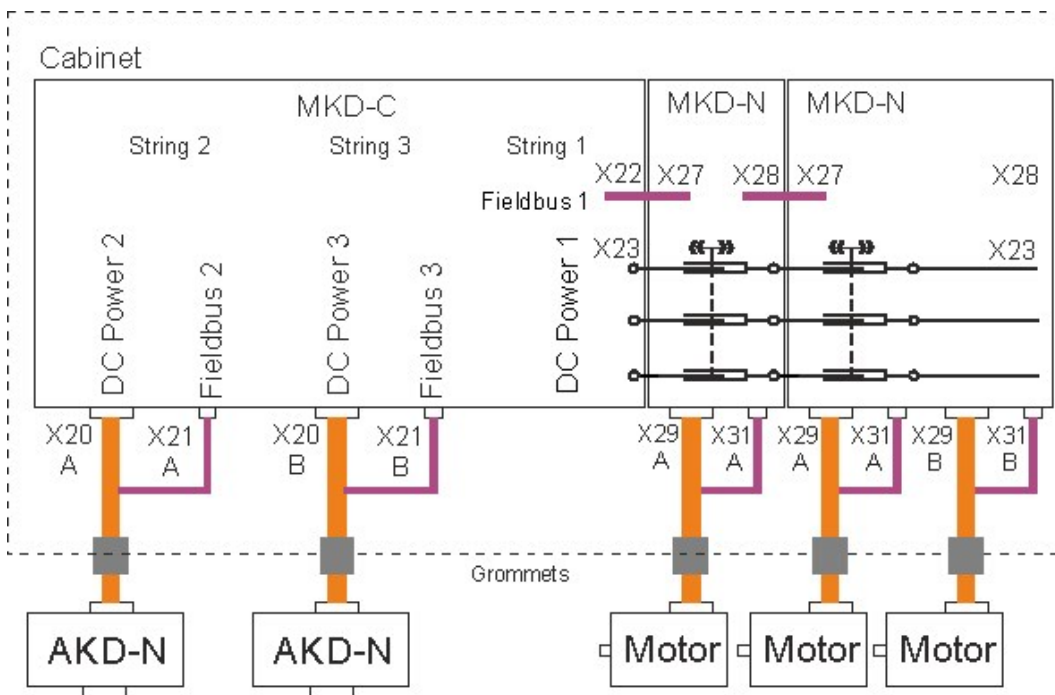 Cabinet
MKD-C
MKD-N
MKD-N
String 2
String 3
String 1
X22
X27
X28
X27
X28
Fieldbus 1
DC Power 2
Fieldbus 2
DC Power 3
Fieldbus 3
DC Power 1
X23
X23
X20
A
X21
A
X20
B
X21
B
X29
A
X31
A
X29
A
X31
A
X29
B
X31
B
Grommets
AKD-N
AKD-N
Motor
Motor
Motor